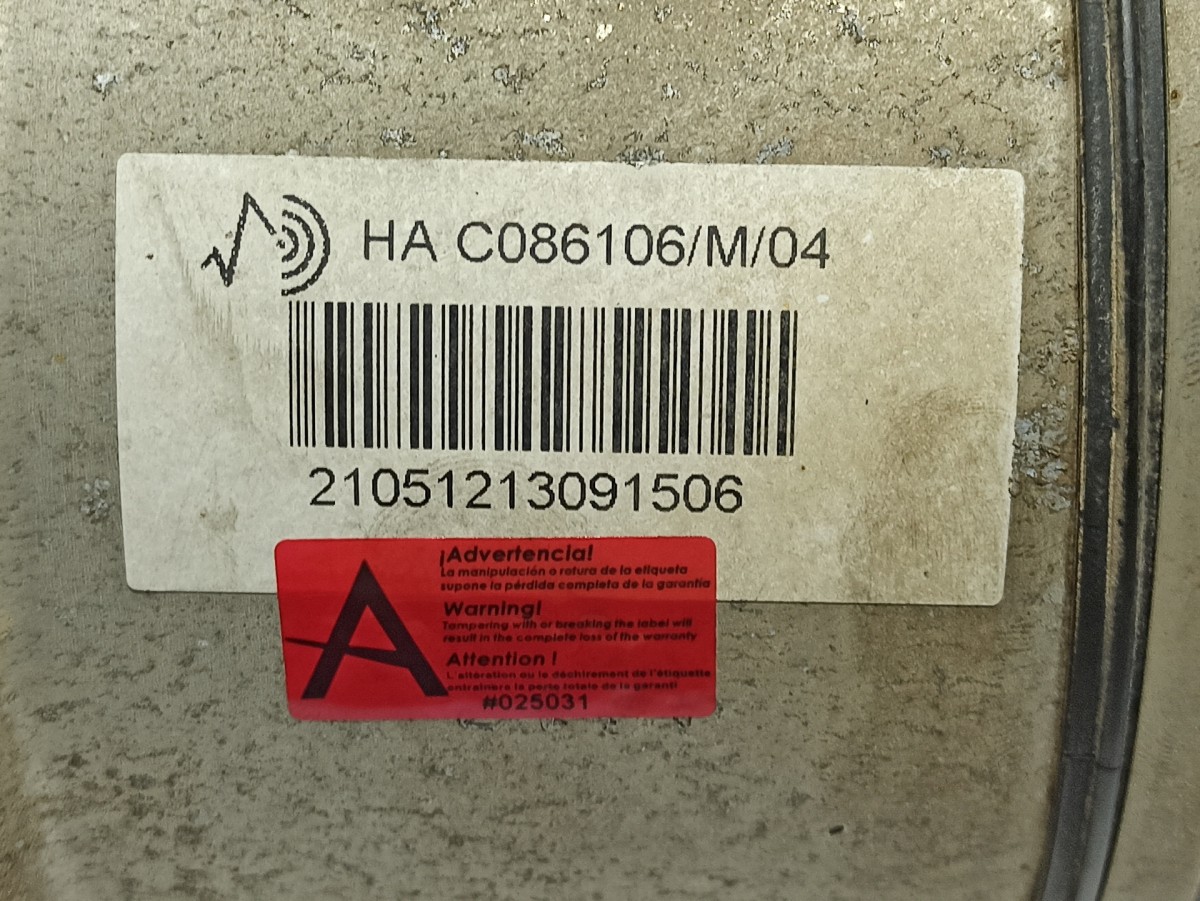 HA C086106/M/04
21051213091506
¡Advertencia!
La manipulación o rotura de la etiqueta
supone la pérdida completa de la garantía
Warning!
Tampering with or breaking the label will
result in the complete loss of the warranty
Attention !
L'altération ou le déchirement de l'étiquette
entrainera la perte totale de la garanti
#025031